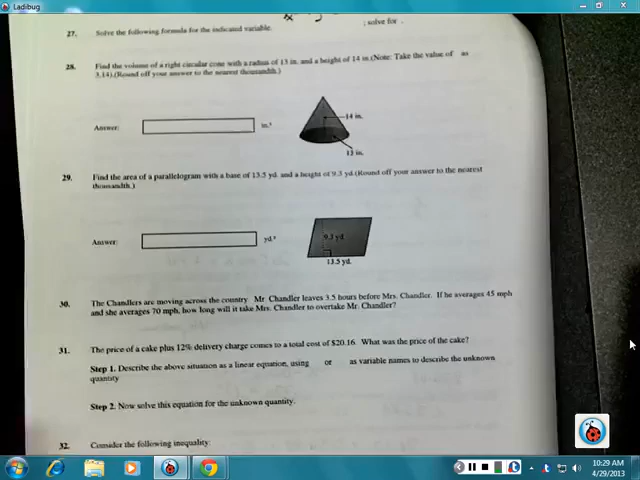 Ladibug
27. Solve the following formula for the indicated variable. ; solve for .
28. Find the volume of a right circular cone with a radius of 13 in. and a height of 14 in.(Note: Take the value of as
3.14).(Round off your answer to the nearest thousandth.)
14 in.
Answer: in.³
13 in.
29. Find the area of a parallelogram with a base of 13.5 yd. and a height of 9.3 yd.(Round off your answer to the nearest
thousandth.)
9.3 yd.
Answer: yd.²
13.5 yd.
30. The Chandlers are moving across the country. Mr Chandler leaves 3.5 hours before Mrs. Chandler. If he averages 45 mph
and she averages 70 mph, how long will it take Mrs. Chandler to overtake Mr. Chandler?
31. The price of a cake plus 12% delivery charge comes to a total cost of $20.16. What was the price of the cake?
Step 1. Describe the above situation as a linear equation, using or as variable names to describe the unknown
quantity
Step 2. Now solve this equation for the unknown quantity.
32. Consider the following inequality:
10:29 AM
4/29/2013